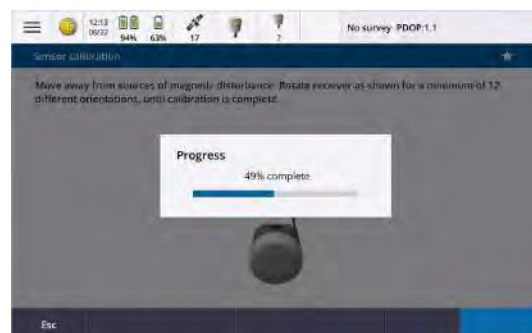 12:13
06/22
94%
63%
17
?
No survey PDOP:1.1
Sensor calibration
Move away from sources of magnetic disturbance. Rotate receiver as shown for a minimum of 12
different orientations, until calibration is complete.
Progress
49% complete
Esc